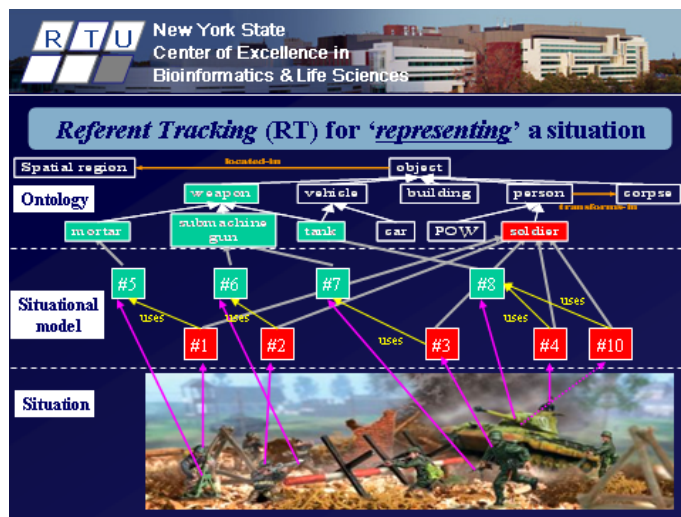 RTU
New York State
Center of Excellence in
Bioinformatics & Life Sciences
Referent Tracking (RT) for ‘representing’ a situation
Spatial region
located-in
object
Ontology
weapon
vehicle
building
person
corpse
transforms-in
mortar
submachine
gun
tank
car
POW
soldier
#5
#6
#7
#8
Situational
model
uses
uses
uses
uses
uses
#1
#2
#3
#4
#10
Situation